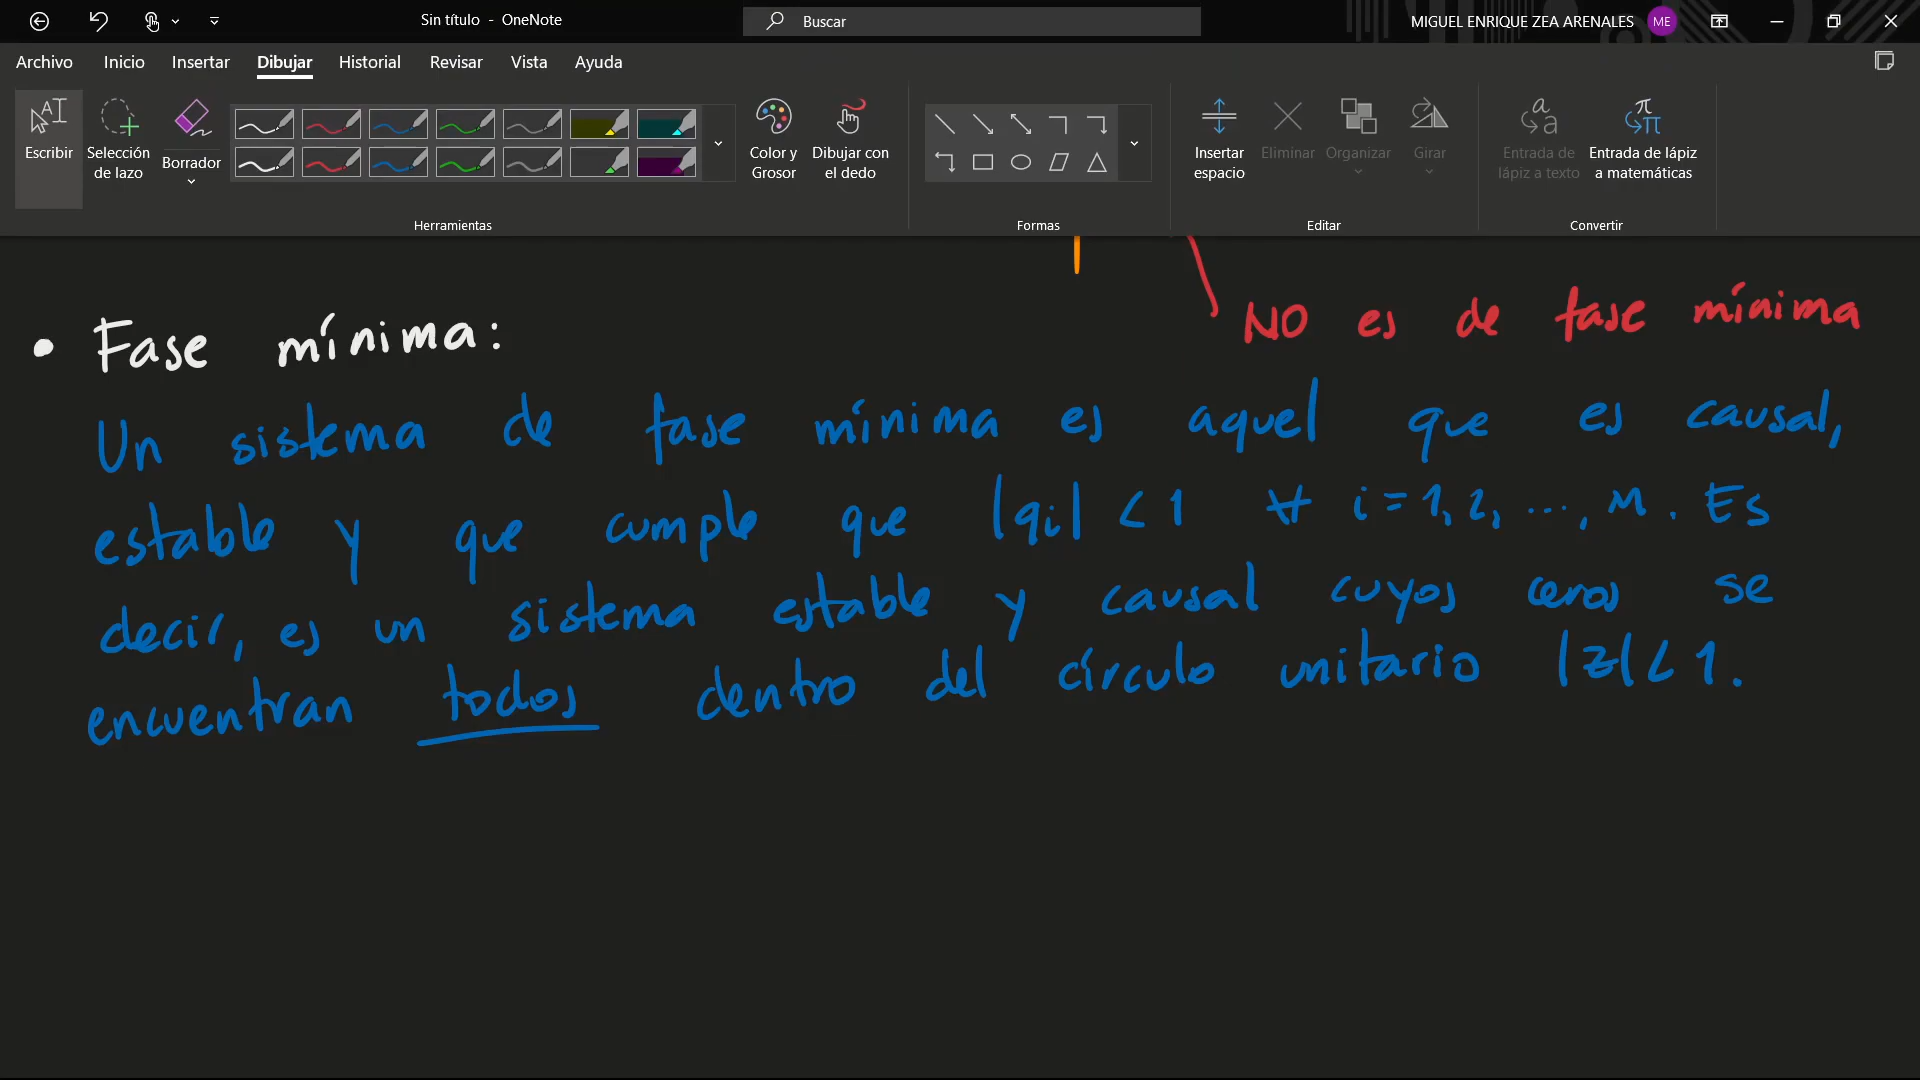 Sin título - OneNote
Buscar
MIGUEL ENRIQUE ZEA ARENALES ME
Archivo Inicio Insertar Dibujar Historial Revisar Vista Ayuda
Escribir
Selección de lazo
Borrador
Color y Grosor
Dibujar con el dedo
Insertar espacio
Eliminar
Organizar
Girar
Entrada de lápiz a texto
Entrada de lápiz a matemáticas
Herramientas
Formas
Editar
Convertir
NO es de fase mínima
• Fase mínima:
Un sistema de fase mínima es aquel que es causal,
estable y que cumple que |qi| < 1 ∀ i = 1, 2, ..., M. Es
decir, es un sistema estable y causal cuyos ceros se
encuentran todos dentro del círculo unitario |z| < 1.